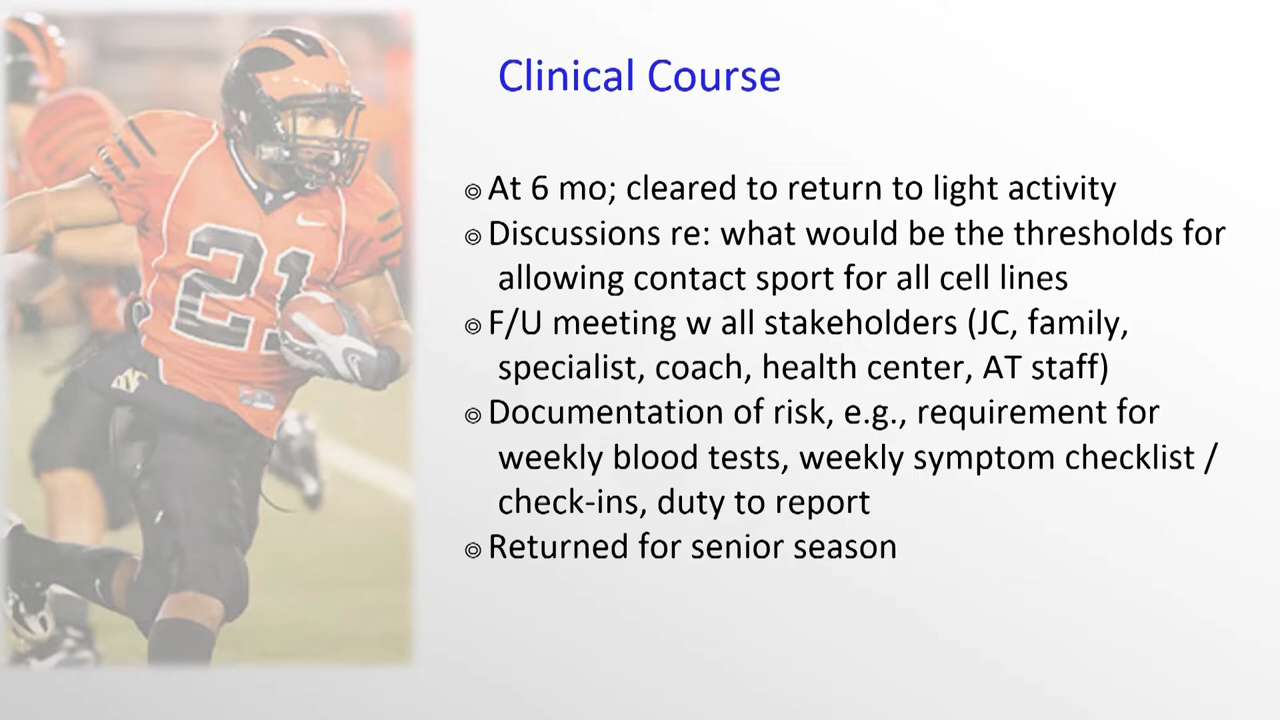 Clinical Course
⌾ At 6 mo; cleared to return to light activity
⌾ Discussions re: what would be the thresholds for
allowing contact sport for all cell lines
⌾ F/U meeting w all stakeholders (JC, family,
specialist, coach, health center, AT staff)
⌾ Documentation of risk, e.g., requirement for
weekly blood tests, weekly symptom checklist /
check-ins, duty to report
⌾ Returned for senior season
21